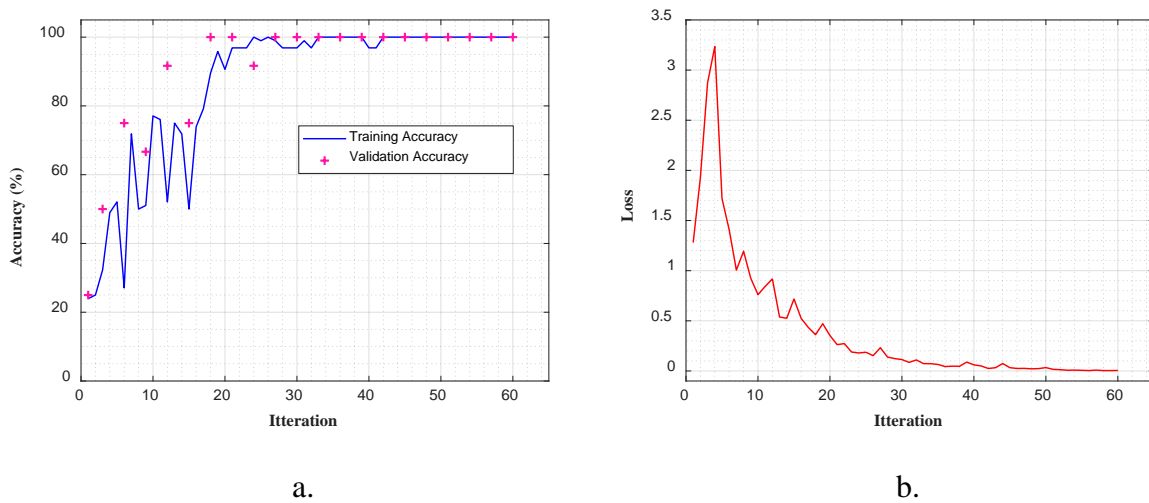 100
80
60
40
20
0
Accuracy (%)
Training Accuracy
Validation Accuracy
0 10 20 30 40 50 60
Itteration
a.
3.5
3
2.5
2
1.5
1
0.5
0
Loss
0 10 20 30 40 50 60
Itteration
b.